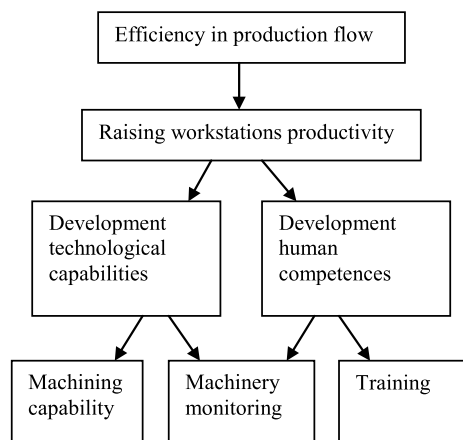 Efficiency in production flow
Raising workstations productivity
Development
technological
capabilities
Development
human
competences
Machining
capability
Machinery
monitoring
Training